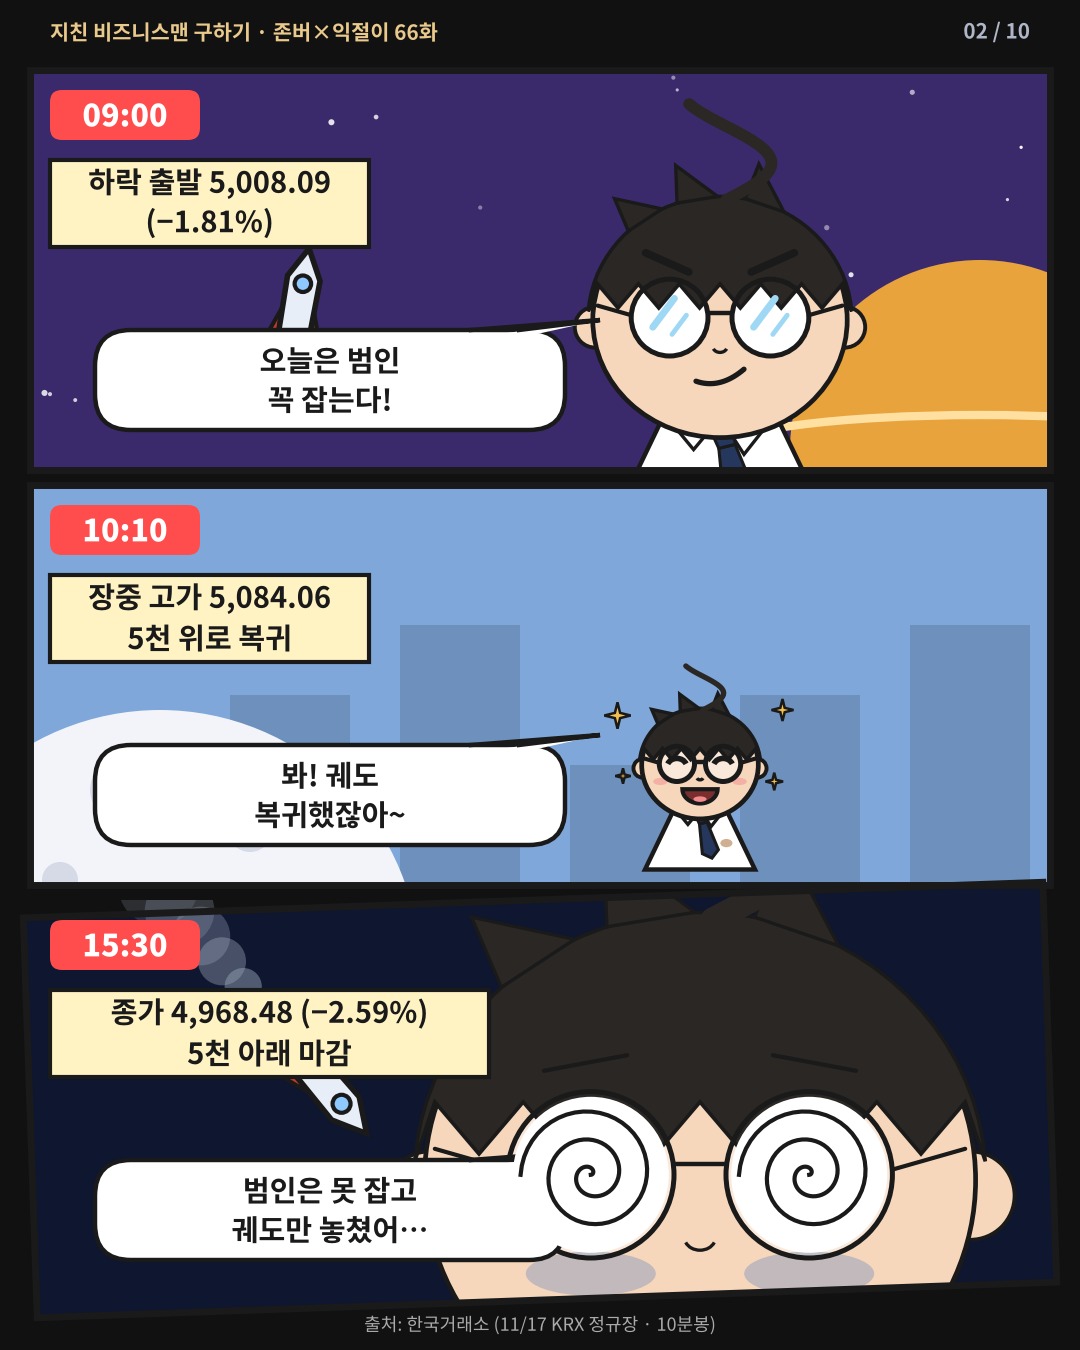 지친 비즈니스맨 구하기 · 존버×익절이 66화
02 / 10
09:00
하락 출발 5,008.09
(−1.81%)
오늘은 범인
꼭 잡는다!
10:10
장중 고가 5,084.06
5천 위로 복귀
봐! 궤도
복귀했잖아~
15:30
종가 4,968.48 (−2.59%)
5천 아래 마감
범인은 못 잡고
궤도만 놓쳤어…
출처: 한국거래소 (11/17 KRX 정규장 · 10분봉)